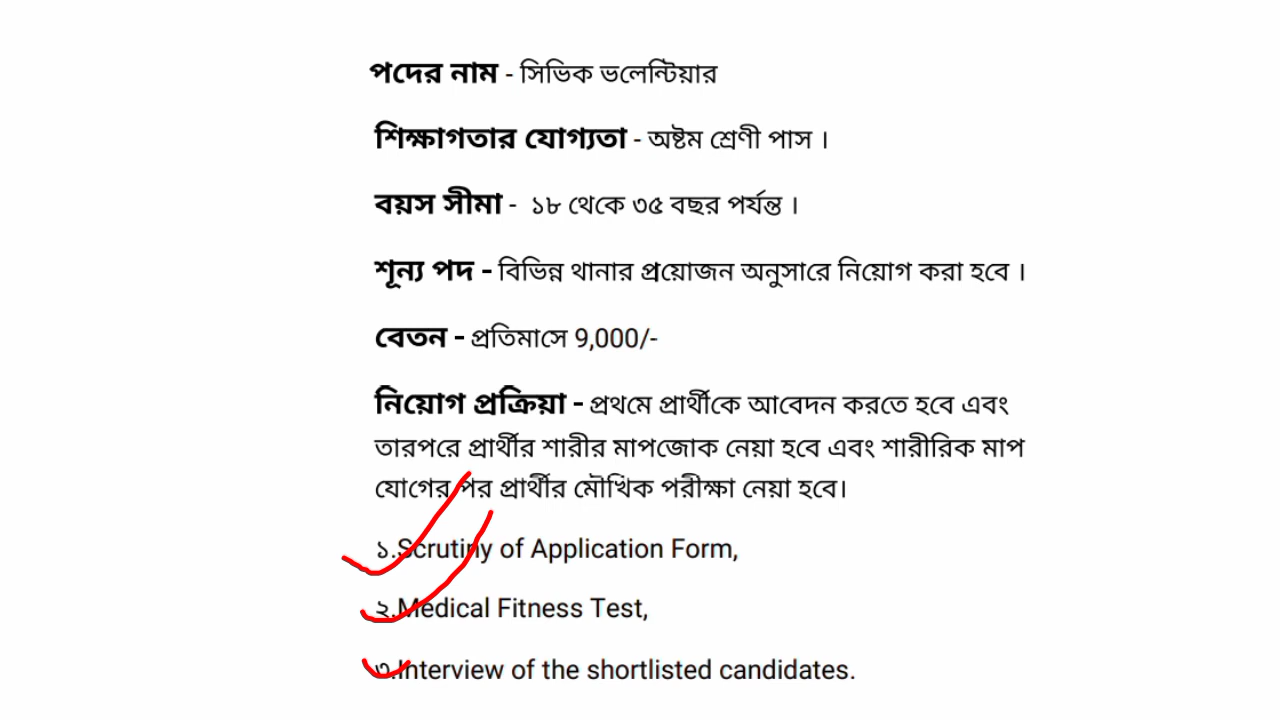 পদের নাম - সিভিক ভলেন্টিয়ার
শিক্ষাগতার যোগ্যতা - অষ্টম শ্রেণী পাস ।
বয়স সীমা - ১৮ থেকে ৩৫ বছর পর্যন্ত ।
শূন্য পদ - বিভিন্ন থানার প্রয়োজন অনুসারে নিয়োগ করা হবে ।
বেতন - প্রতিমাসে 9,000/-
নিয়োগ প্রক্রিয়া - প্রথমে প্রার্থীকে আবেদন করতে হবে এবং
তারপরে প্রার্থীর শারীর মাপজোক নেয়া হবে এবং শারীরিক মাপ
যোগের পর প্রার্থীর মৌখিক পরীক্ষা নেয়া হবে।
১.Scrutiny of Application Form,
২.Medical Fitness Test,
৩.Interview of the shortlisted candidates.